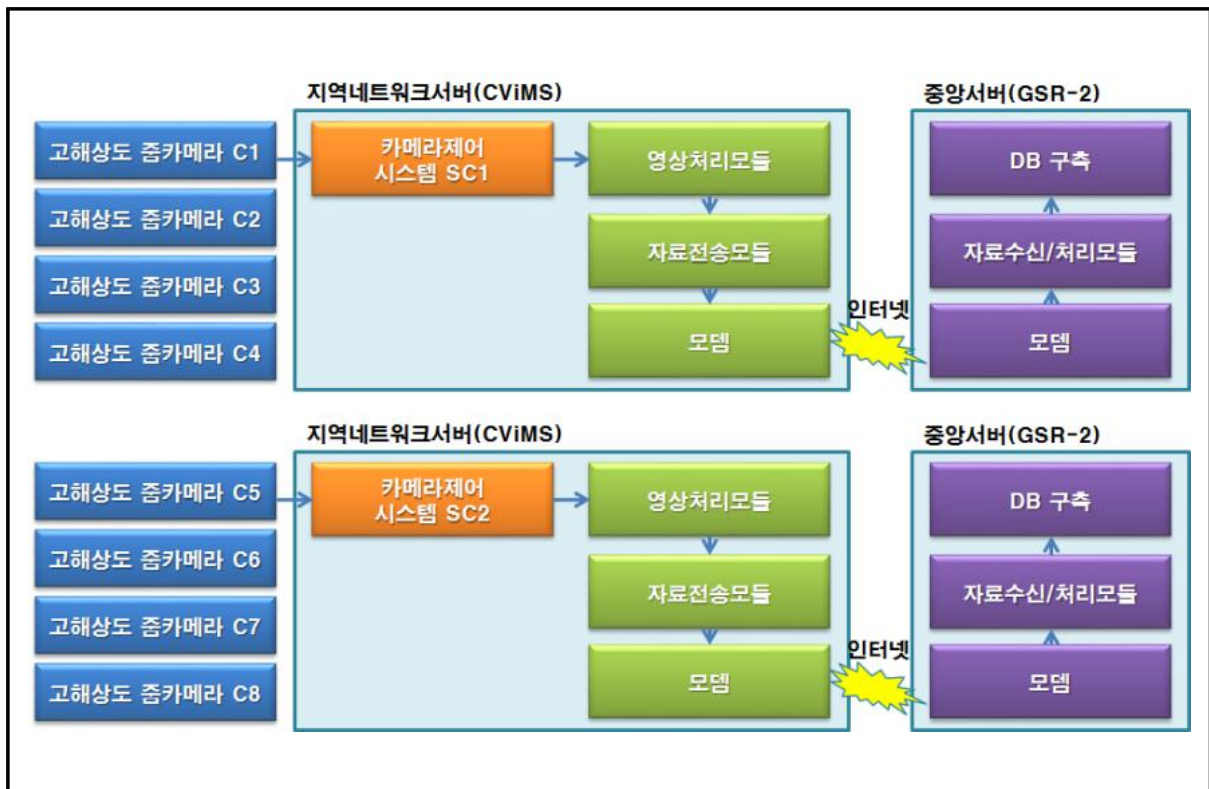 지역네트워크서버(CViMS)
중앙서버(GSR-2)
고해상도 줌카메라 C1
고해상도 줌카메라 C2
고해상도 줌카메라 C3
고해상도 줌카메라 C4
카메라제어
시스템 SC1
영상처리모듈
자료전송모듈
모뎀
인터넷
DB 구축
자료수신/처리모듈
모뎀
지역네트워크서버(CViMS)
중앙서버(GSR-2)
고해상도 줌카메라 C5
고해상도 줌카메라 C6
고해상도 줌카메라 C7
고해상도 줌카메라 C8
카메라제어
시스템 SC2
영상처리모듈
자료전송모듈
모뎀
인터넷
DB 구축
자료수신/처리모듈
모뎀